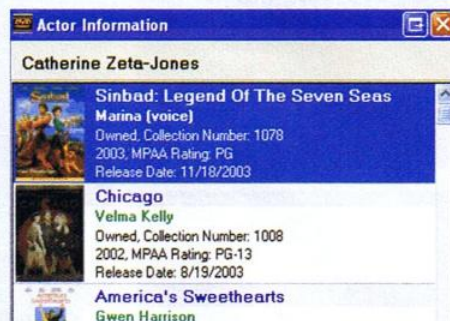 Actor Information
Catherine Zeta-Jones
Sinbad
Sinbad: Legend Of The Seven Seas
Marina (voice)
Owned, Collection Number: 1078
2003, MPAA Rating: PG
Release Date: 11/18/2003
CHICAGO
Chicago
Velma Kelly
Owned, Collection Number: 1008
2002, MPAA Rating: PG-13
Release Date: 8/19/2003
America's Sweethearts
Gwen Harrison